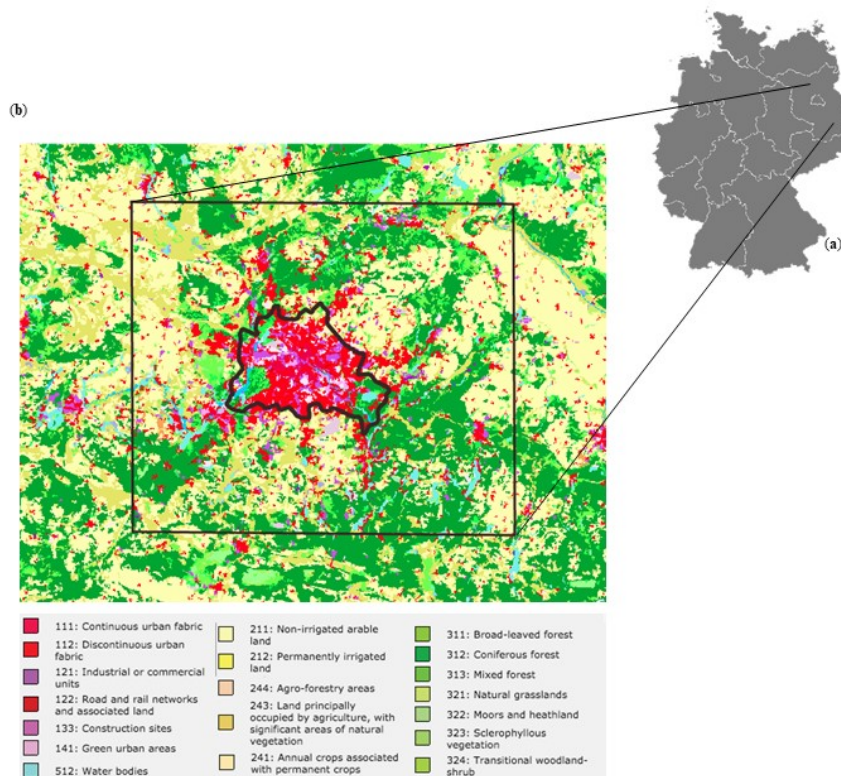 (b)
(a)
111: Continuous urban fabric
112: Discontinuous urban
fabric
121: Industrial or commercial
units
122: Road and rail networks
and associated land
133: Construction sites
141: Green urban areas
512: Water bodies
211: Non-irrigated arable
land
212: Permanently irrigated
land
244: Agro-forestry areas
243: Land principally
occupied by agriculture, with
significant areas of natural
vegetation
241: Annual crops associated
with permanent crops
311: Broad-leaved forest
312: Coniferous forest
313: Mixed forest
321: Natural grasslands
322: Moors and heathland
323: Sclerophyllous
vegetation
324: Transitional woodland-
shrub